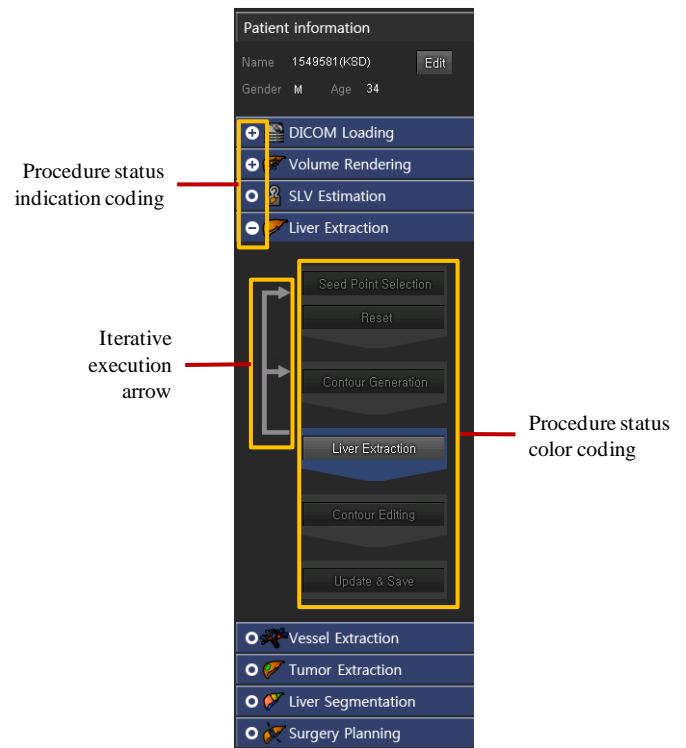 Patient information
Name 1549581(KSD) Edit
Gender M Age 34
DICOM Loading
Volume Rendering
SLV Estimation
Liver Extraction
Seed Point Selection
Reset
Contour Generation
Liver Extraction
Contour Editing
Update & Save
Vessel Extraction
Tumor Extraction
Liver Segmentation
Surgery Planning
Procedure status
indication coding
Iterative
execution
arrow
Procedure status
color coding